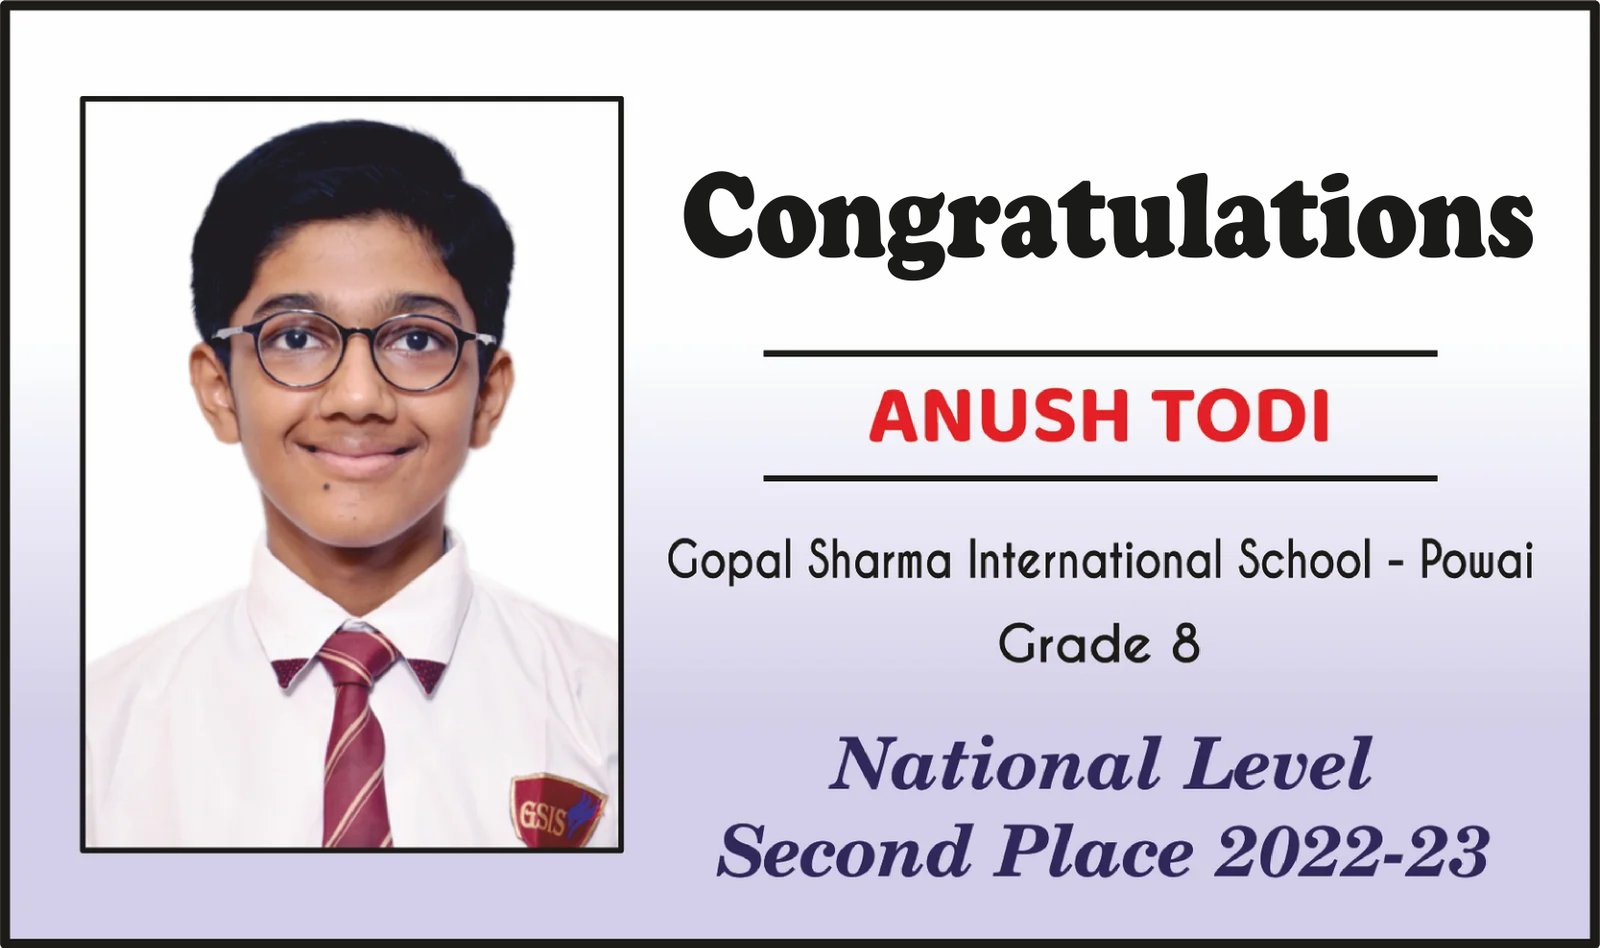 Congratulations
ANUSH TODI
Gopal Sharma International School - Powai
Grade 8
National Level
Second Place 2022-23
GSIS